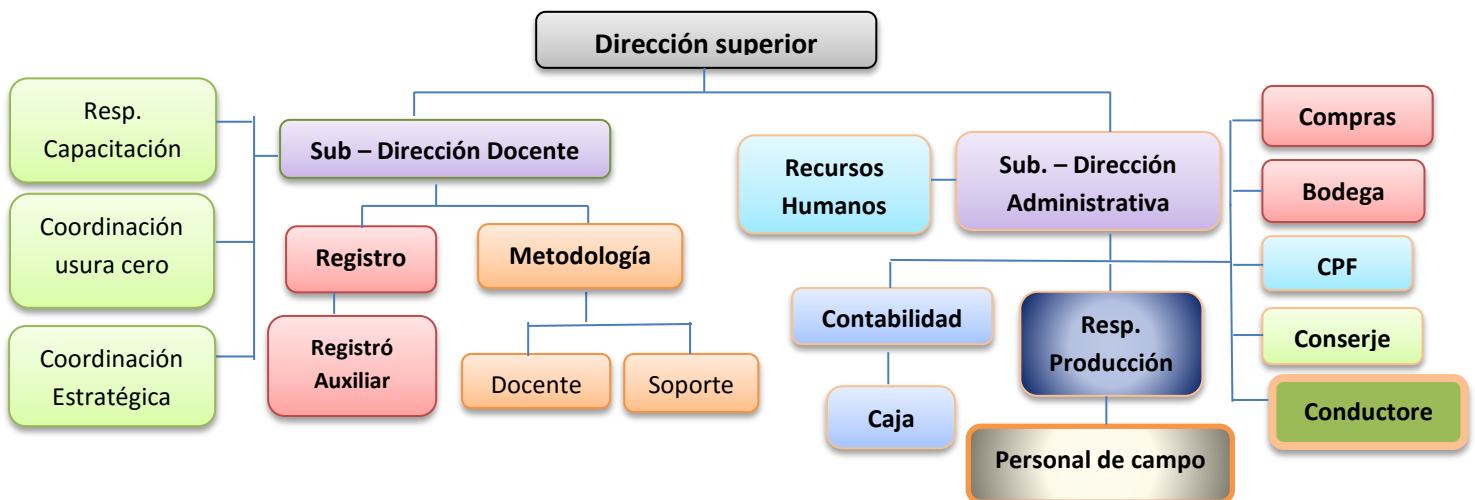 Dirección superior
Resp.
Capacitación
Coordinación
usura cero
Coordinación
Estratégica
Sub – Dirección Docente
Registro
Registró
Auxiliar
Metodología
Docente
Soporte
Recursos
Humanos
Sub. – Dirección
Administrativa
Contabilidad
Caja
Resp.
Producción
Personal de campo
Compras
Bodega
CPF
Conserje
Conductore